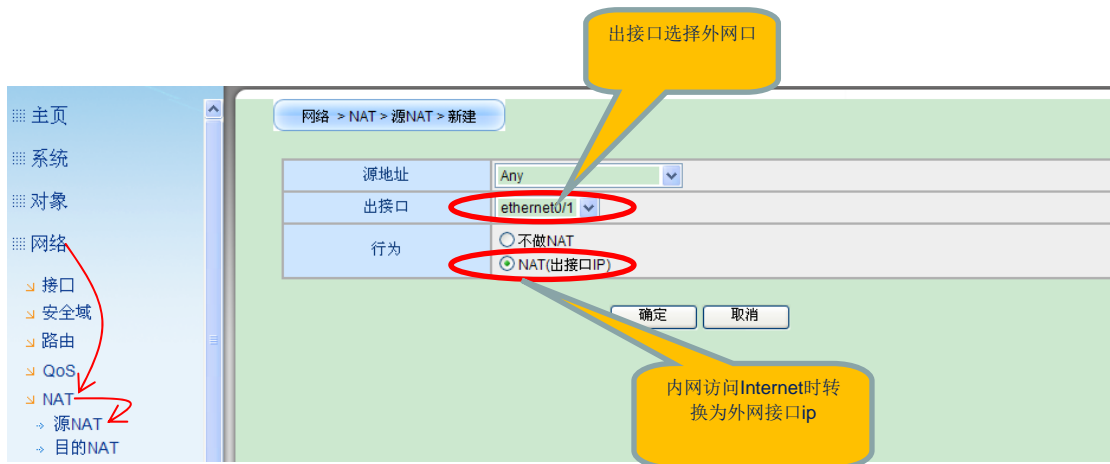 出接口选择外网口
主页
系统
对象
网络
接口
安全域
路由
QoS
NAT
源NAT
目的NAT
网络 > NAT > 源NAT > 新建
源地址 Any
出接口 ethernet0/1
行为
不做NAT
NAT(出接口IP)
确定 取消
内网访问Internet时转
换为外网接口ip